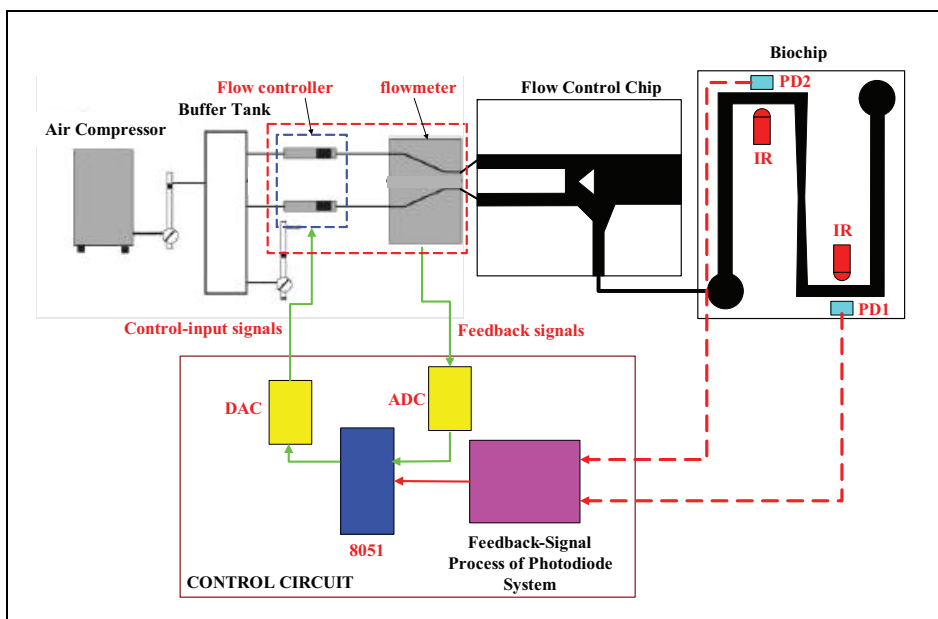 Biochip
PD2
Flow controller
flowmeter
Flow Control Chip
Buffer Tank
Air Compressor
IR
IR
PD1
Control-input signals
Feedback signals
DAC
ADC
8051
Feedback-Signal
Process of Photodiode
System
CONTROL CIRCUIT